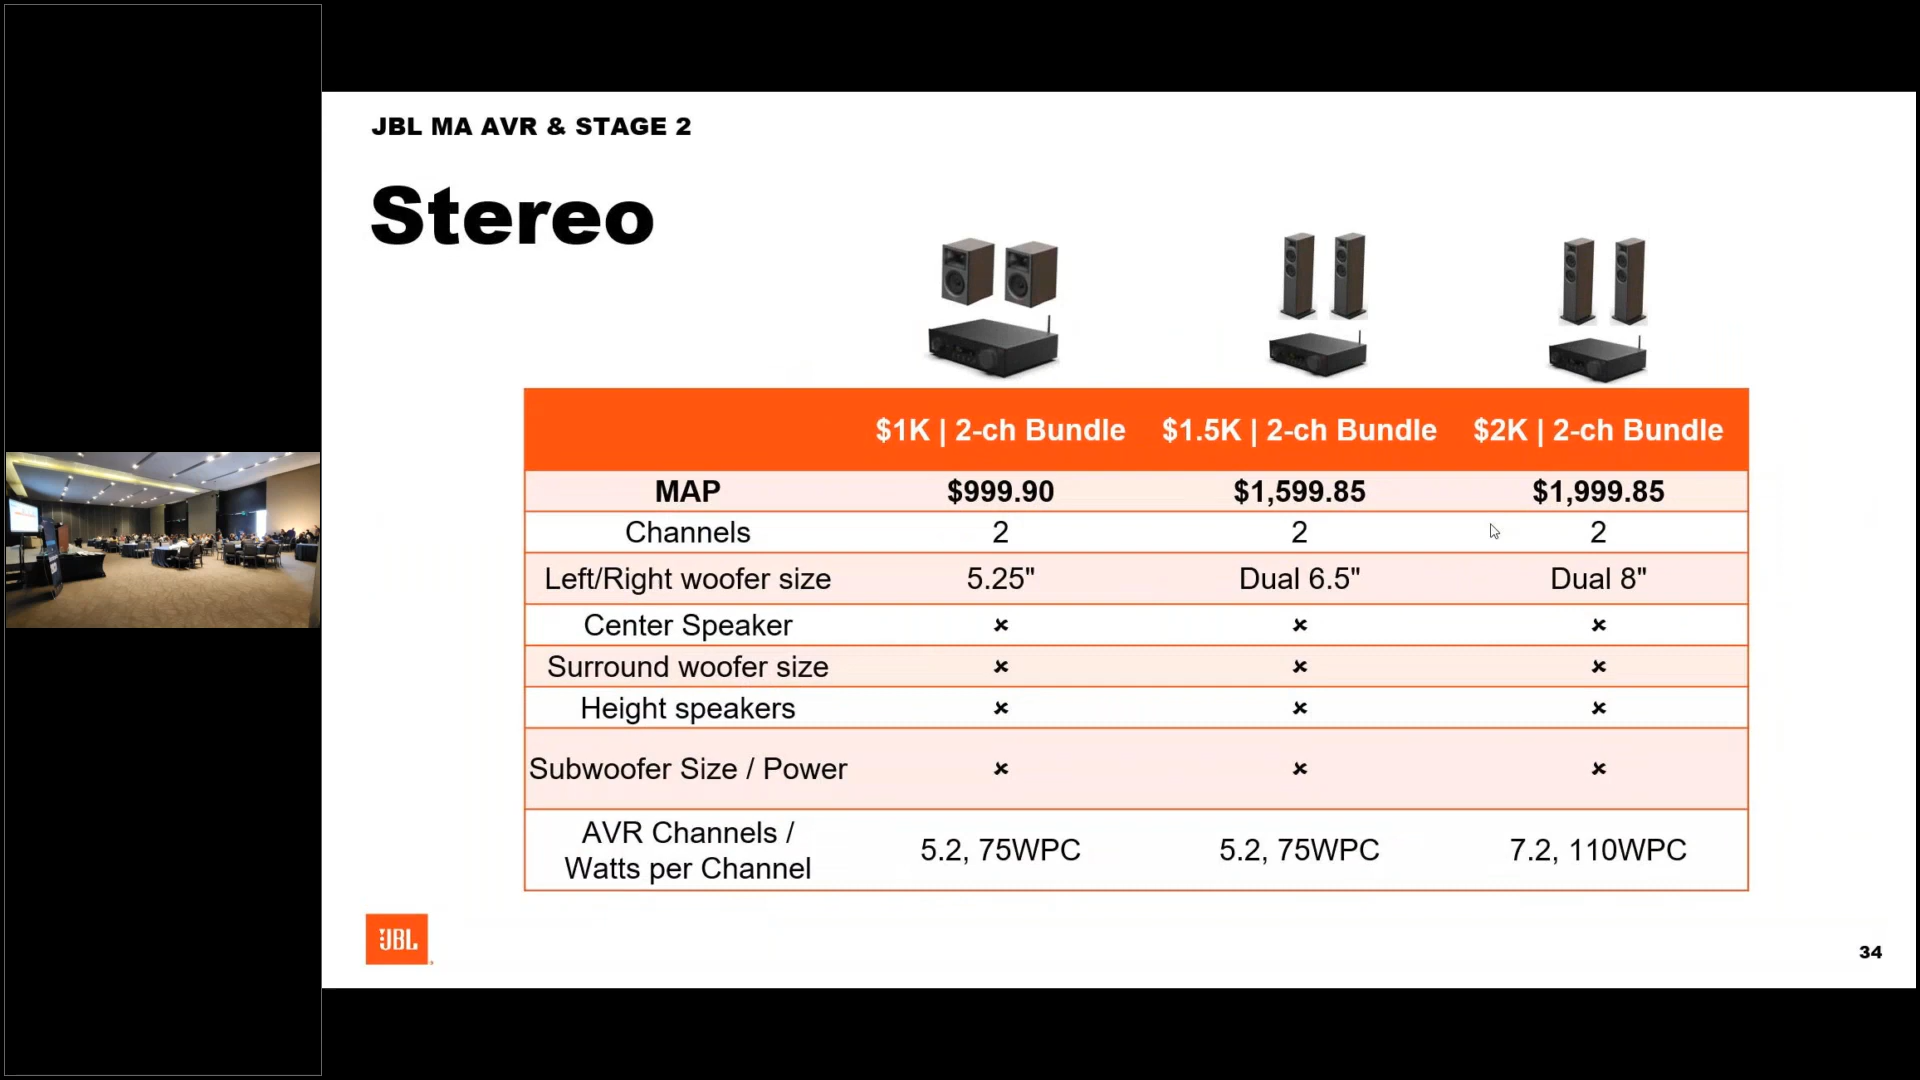 JBL MA AVR & STAGE 2
Stereo
$1K | 2-ch Bundle $1.5K | 2-ch Bundle $2K | 2-ch Bundle
MAP $999.90 $1,599.85 $1,999.85
Channels 2 2 2
Left/Right woofer size 5.25" Dual 6.5" Dual 8"
Center Speaker × × ×
Surround woofer size × × ×
Height speakers × × ×
Subwoofer Size / Power × × ×
AVR Channels /
Watts per Channel 5.2, 75WPC 5.2, 75WPC 7.2, 110WPC
JBL
34